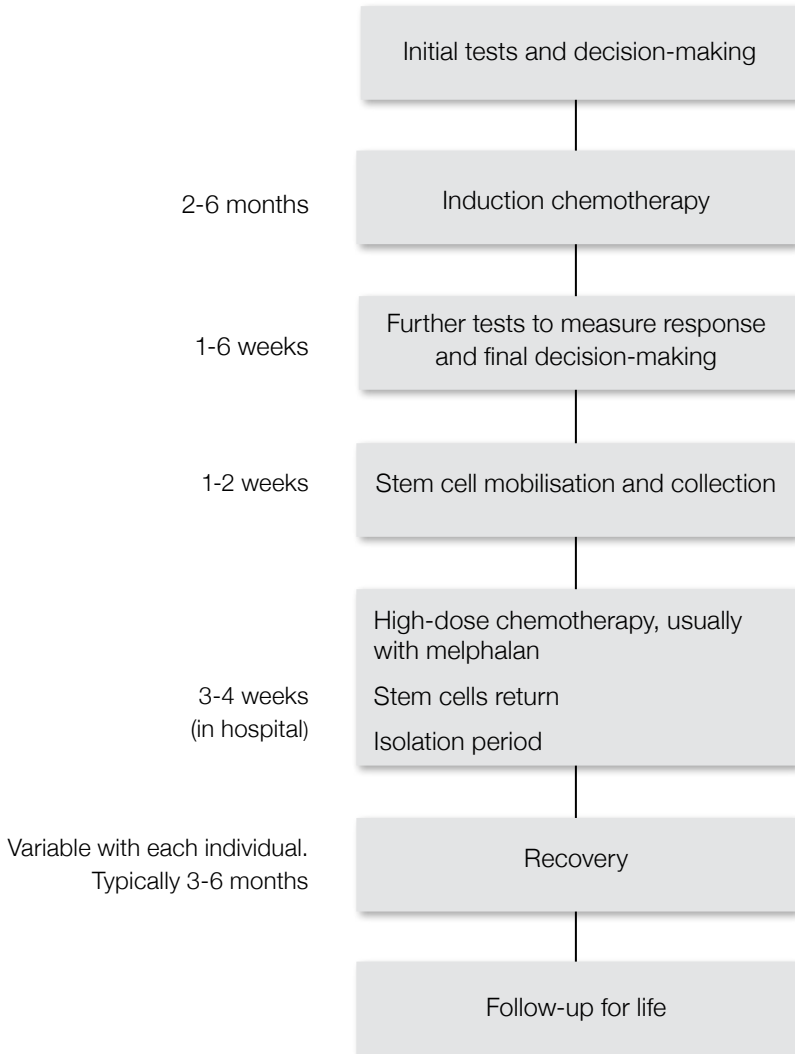 Initial tests and decision-making
2-6 months
Induction chemotherapy
1-6 weeks
Further tests to measure response
and final decision-making
1-2 weeks
Stem cell mobilisation and collection
3-4 weeks
(in hospital)
High-dose chemotherapy, usually
with melphalan
Stem cells return
Isolation period
Variable with each individual.
Typically 3-6 months
Recovery
Follow-up for life